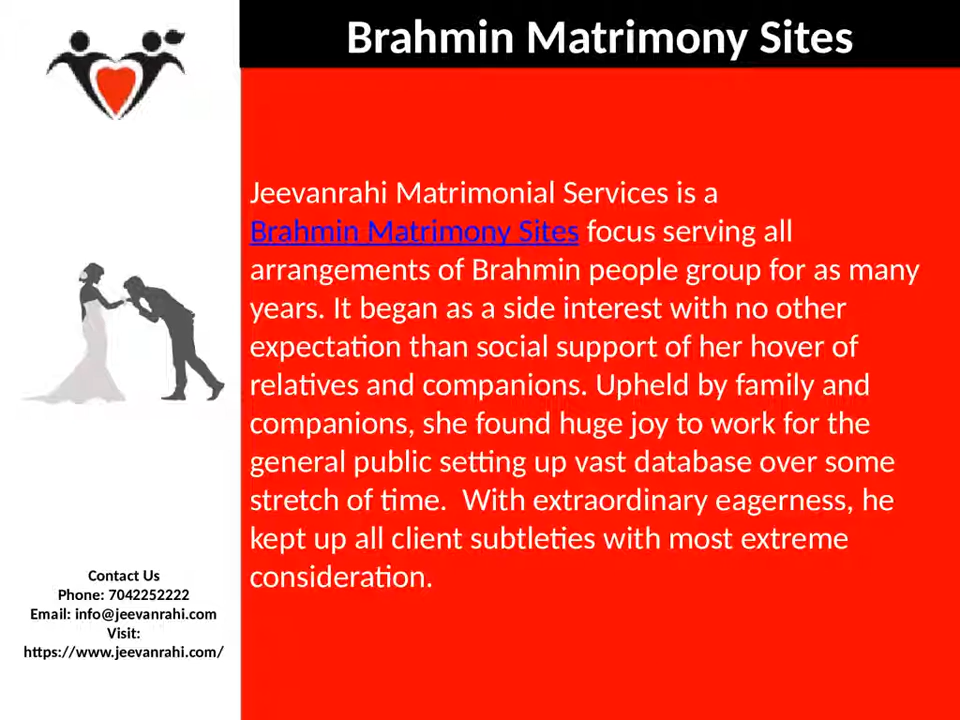 Brahmin Matrimony Sites
Jeevanrahi Matrimonial Services is a
Brahmin Matrimony Sites focus serving all
arrangements of Brahmin people group for as many
years. It began as a side interest with no other
expectation than social support of her hover of
relatives and companions. Upheld by family and
companions, she found huge joy to work for the
general public setting up vast database over some
stretch of time.  With extraordinary eagerness, he
kept up all client subtleties with most extreme
consideration.
Contact Us
Phone: 7042252222
Email: info@jeevanrahi.com
Visit:
https://www.jeevanrahi.com/